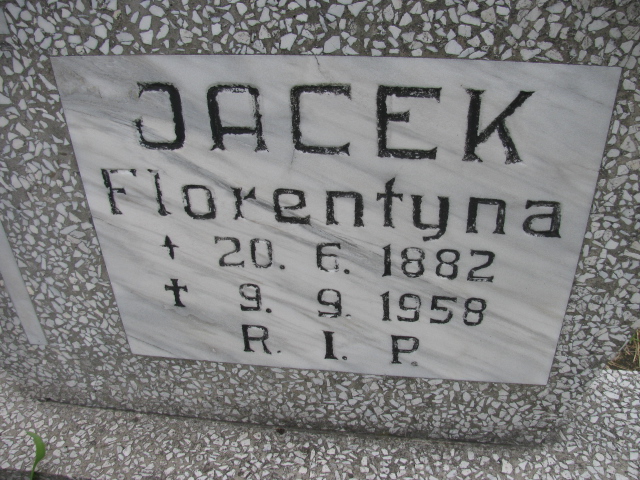 JACEK
Florentyna
* 20. 6. 1882
† 9. 9. 1958
R. I. P.